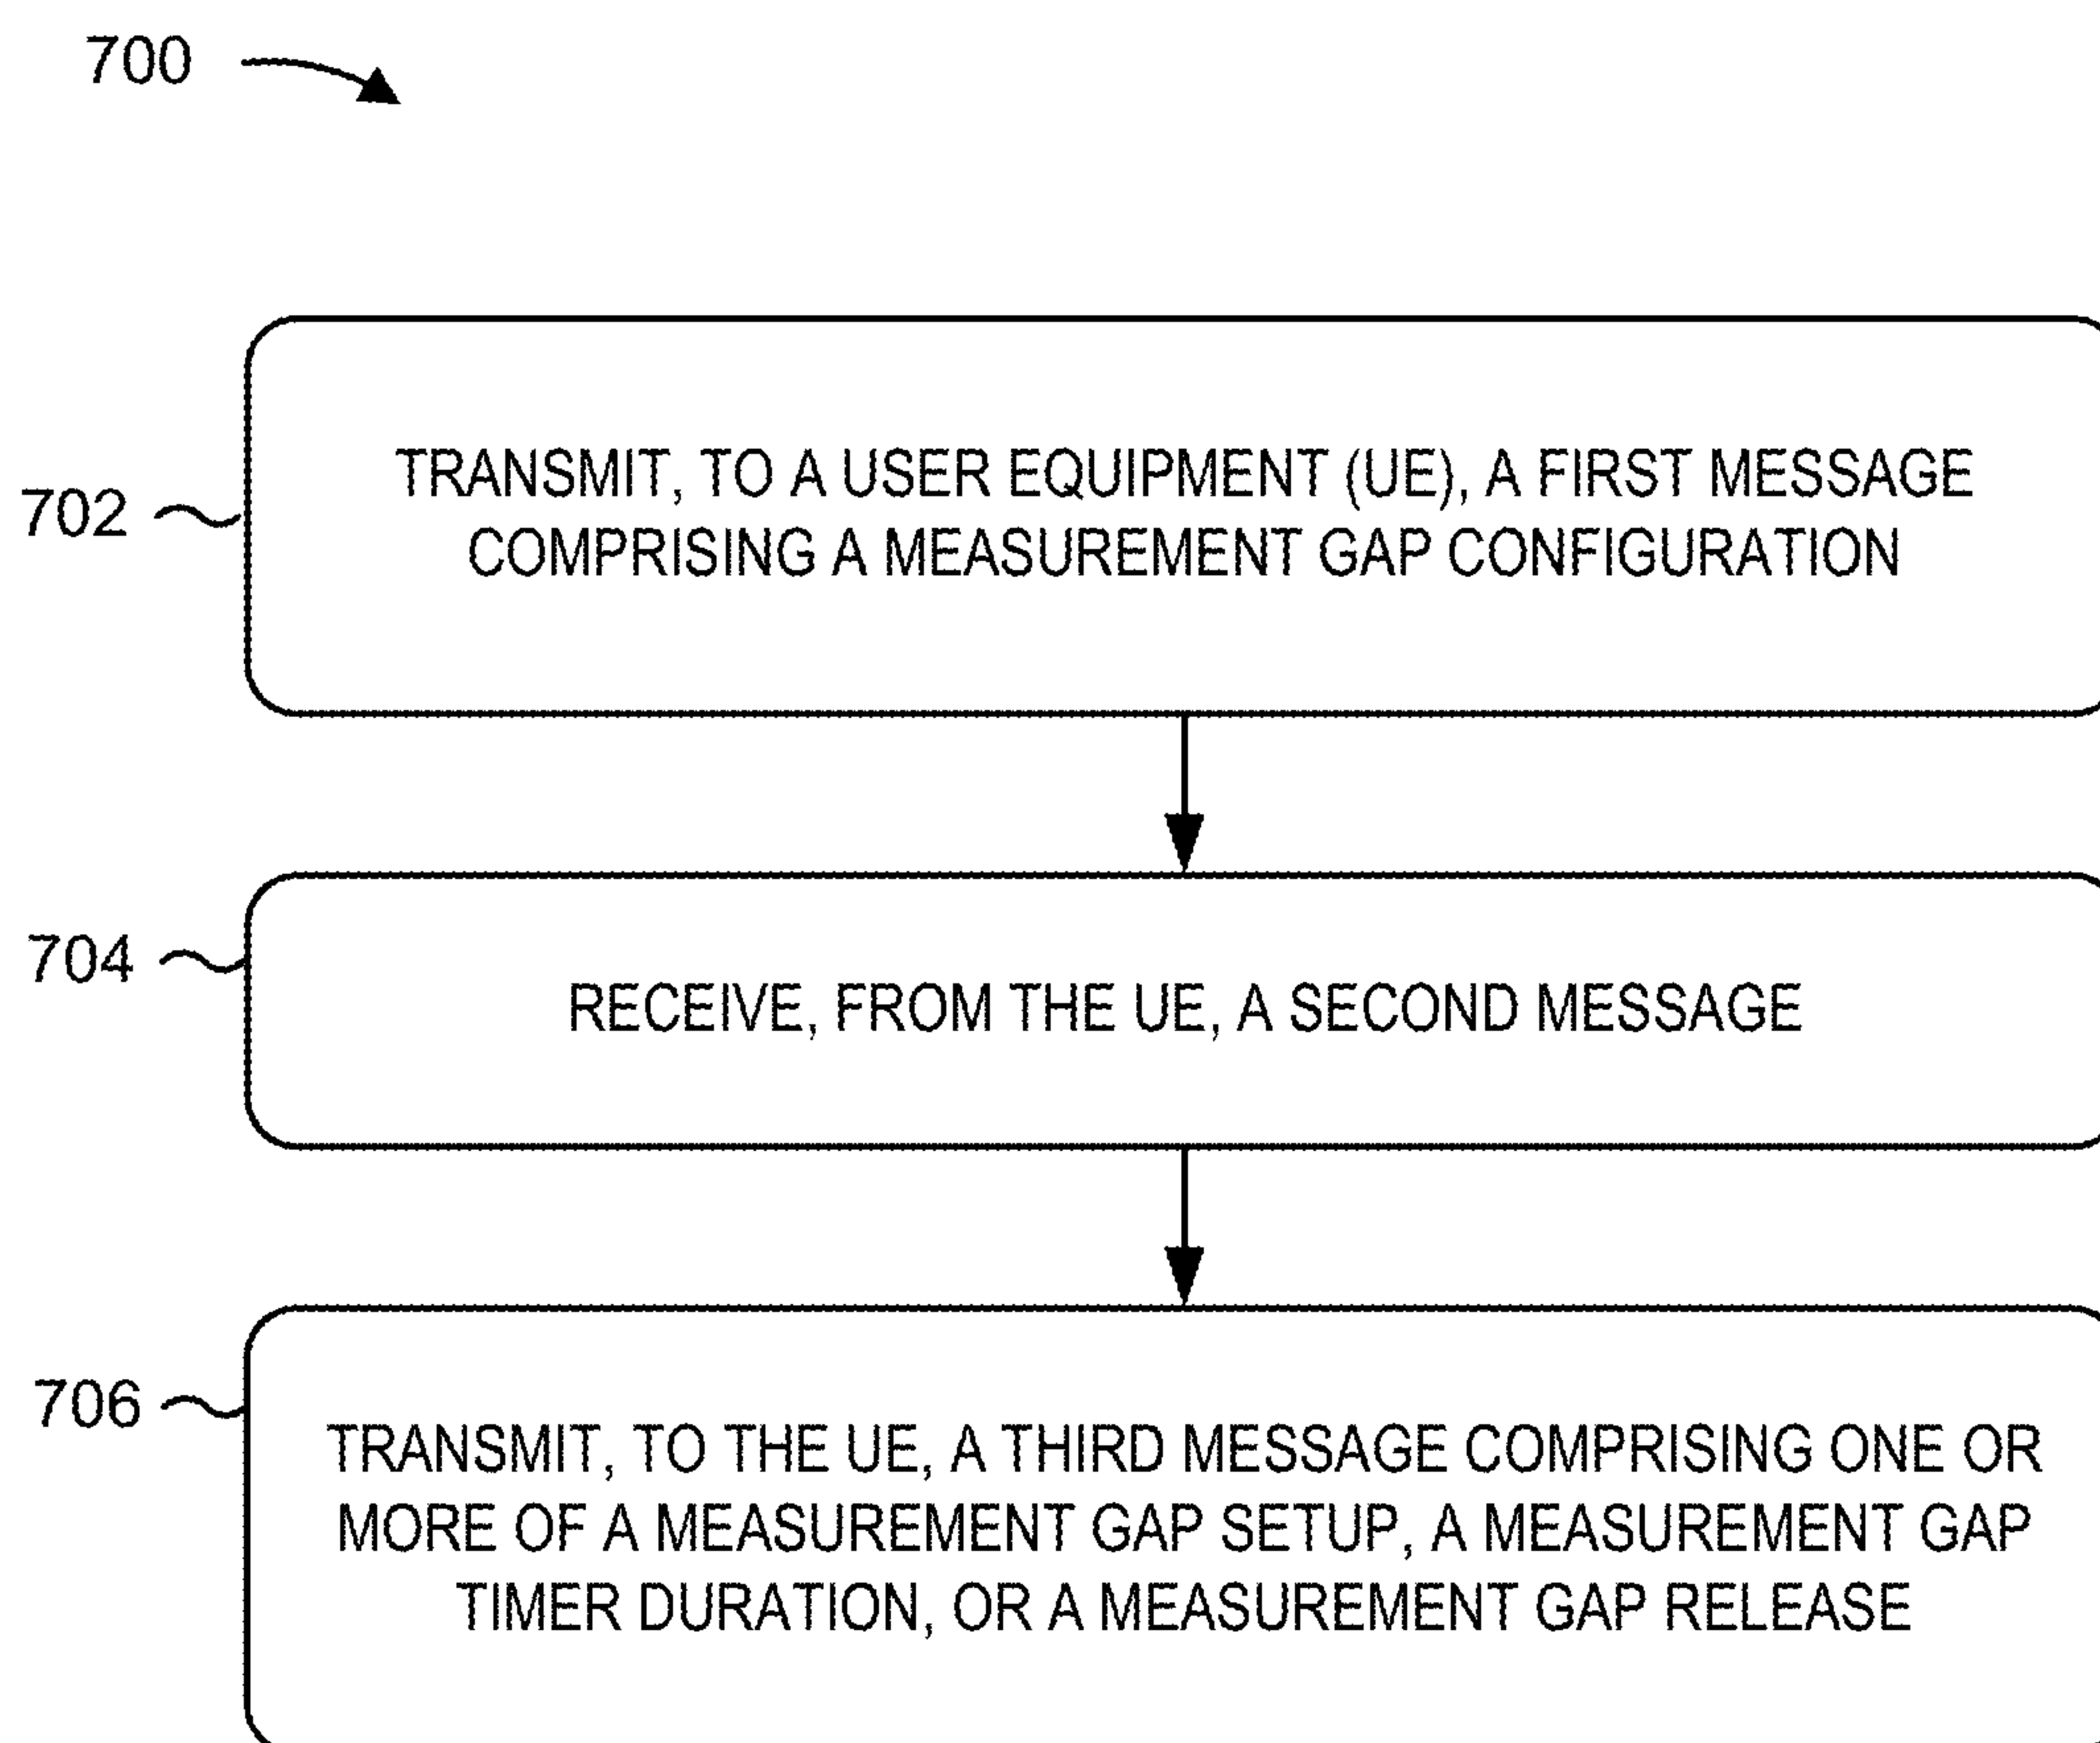 700
702
TRANSMIT, TO A USER EQUIPMENT (UE), A FIRST MESSAGE
COMPRISING A MEASUREMENT GAP CONFIGURATION
704
RECEIVE, FROM THE UE, A SECOND MESSAGE
706
TRANSMIT, TO THE UE, A THIRD MESSAGE COMPRISING ONE OR
MORE OF A MEASUREMENT GAP SETUP, A MEASUREMENT GAP
TIMER DURATION, OR A MEASUREMENT GAP RELEASE